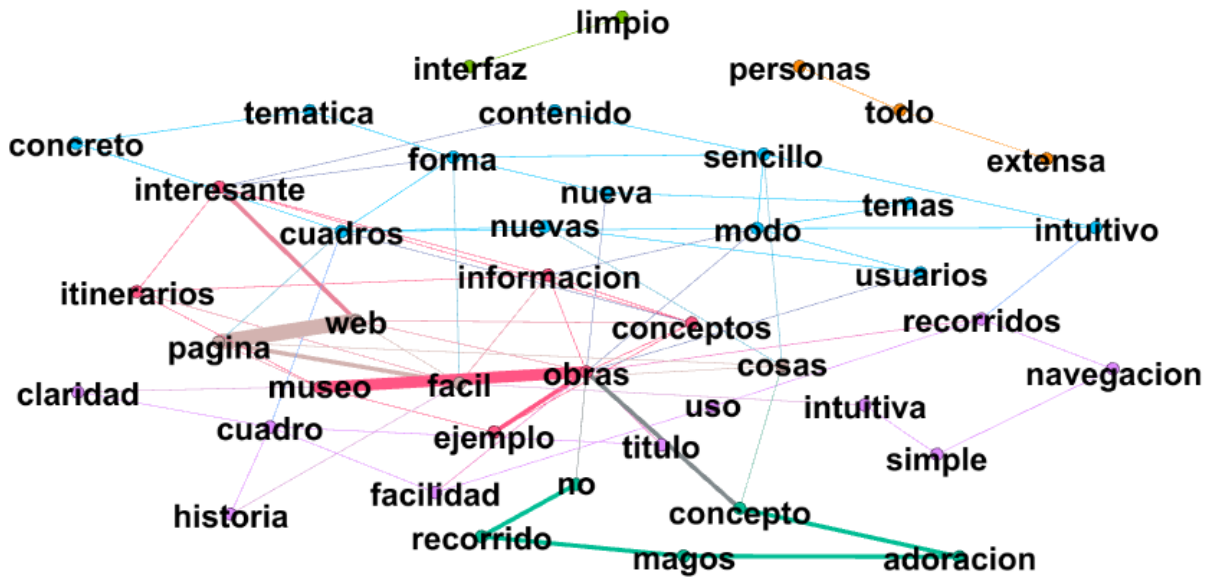 limpio
interfaz
personas
tematica
contenido
todo
concreto
forma
sencillo
extensa
interesante
nueva
temas
cuadros
nuevas
modo
intuitivo
informacion
usuarios
itinerarios
web
conceptos
recorridos
pagina
museo
facil
obras
cosas
navegacion
claridad
uso
intuitiva
cuadro
ejemplo
titulo
simple
facilidad
no
historia
concepto
recorrido
magos
adoracion